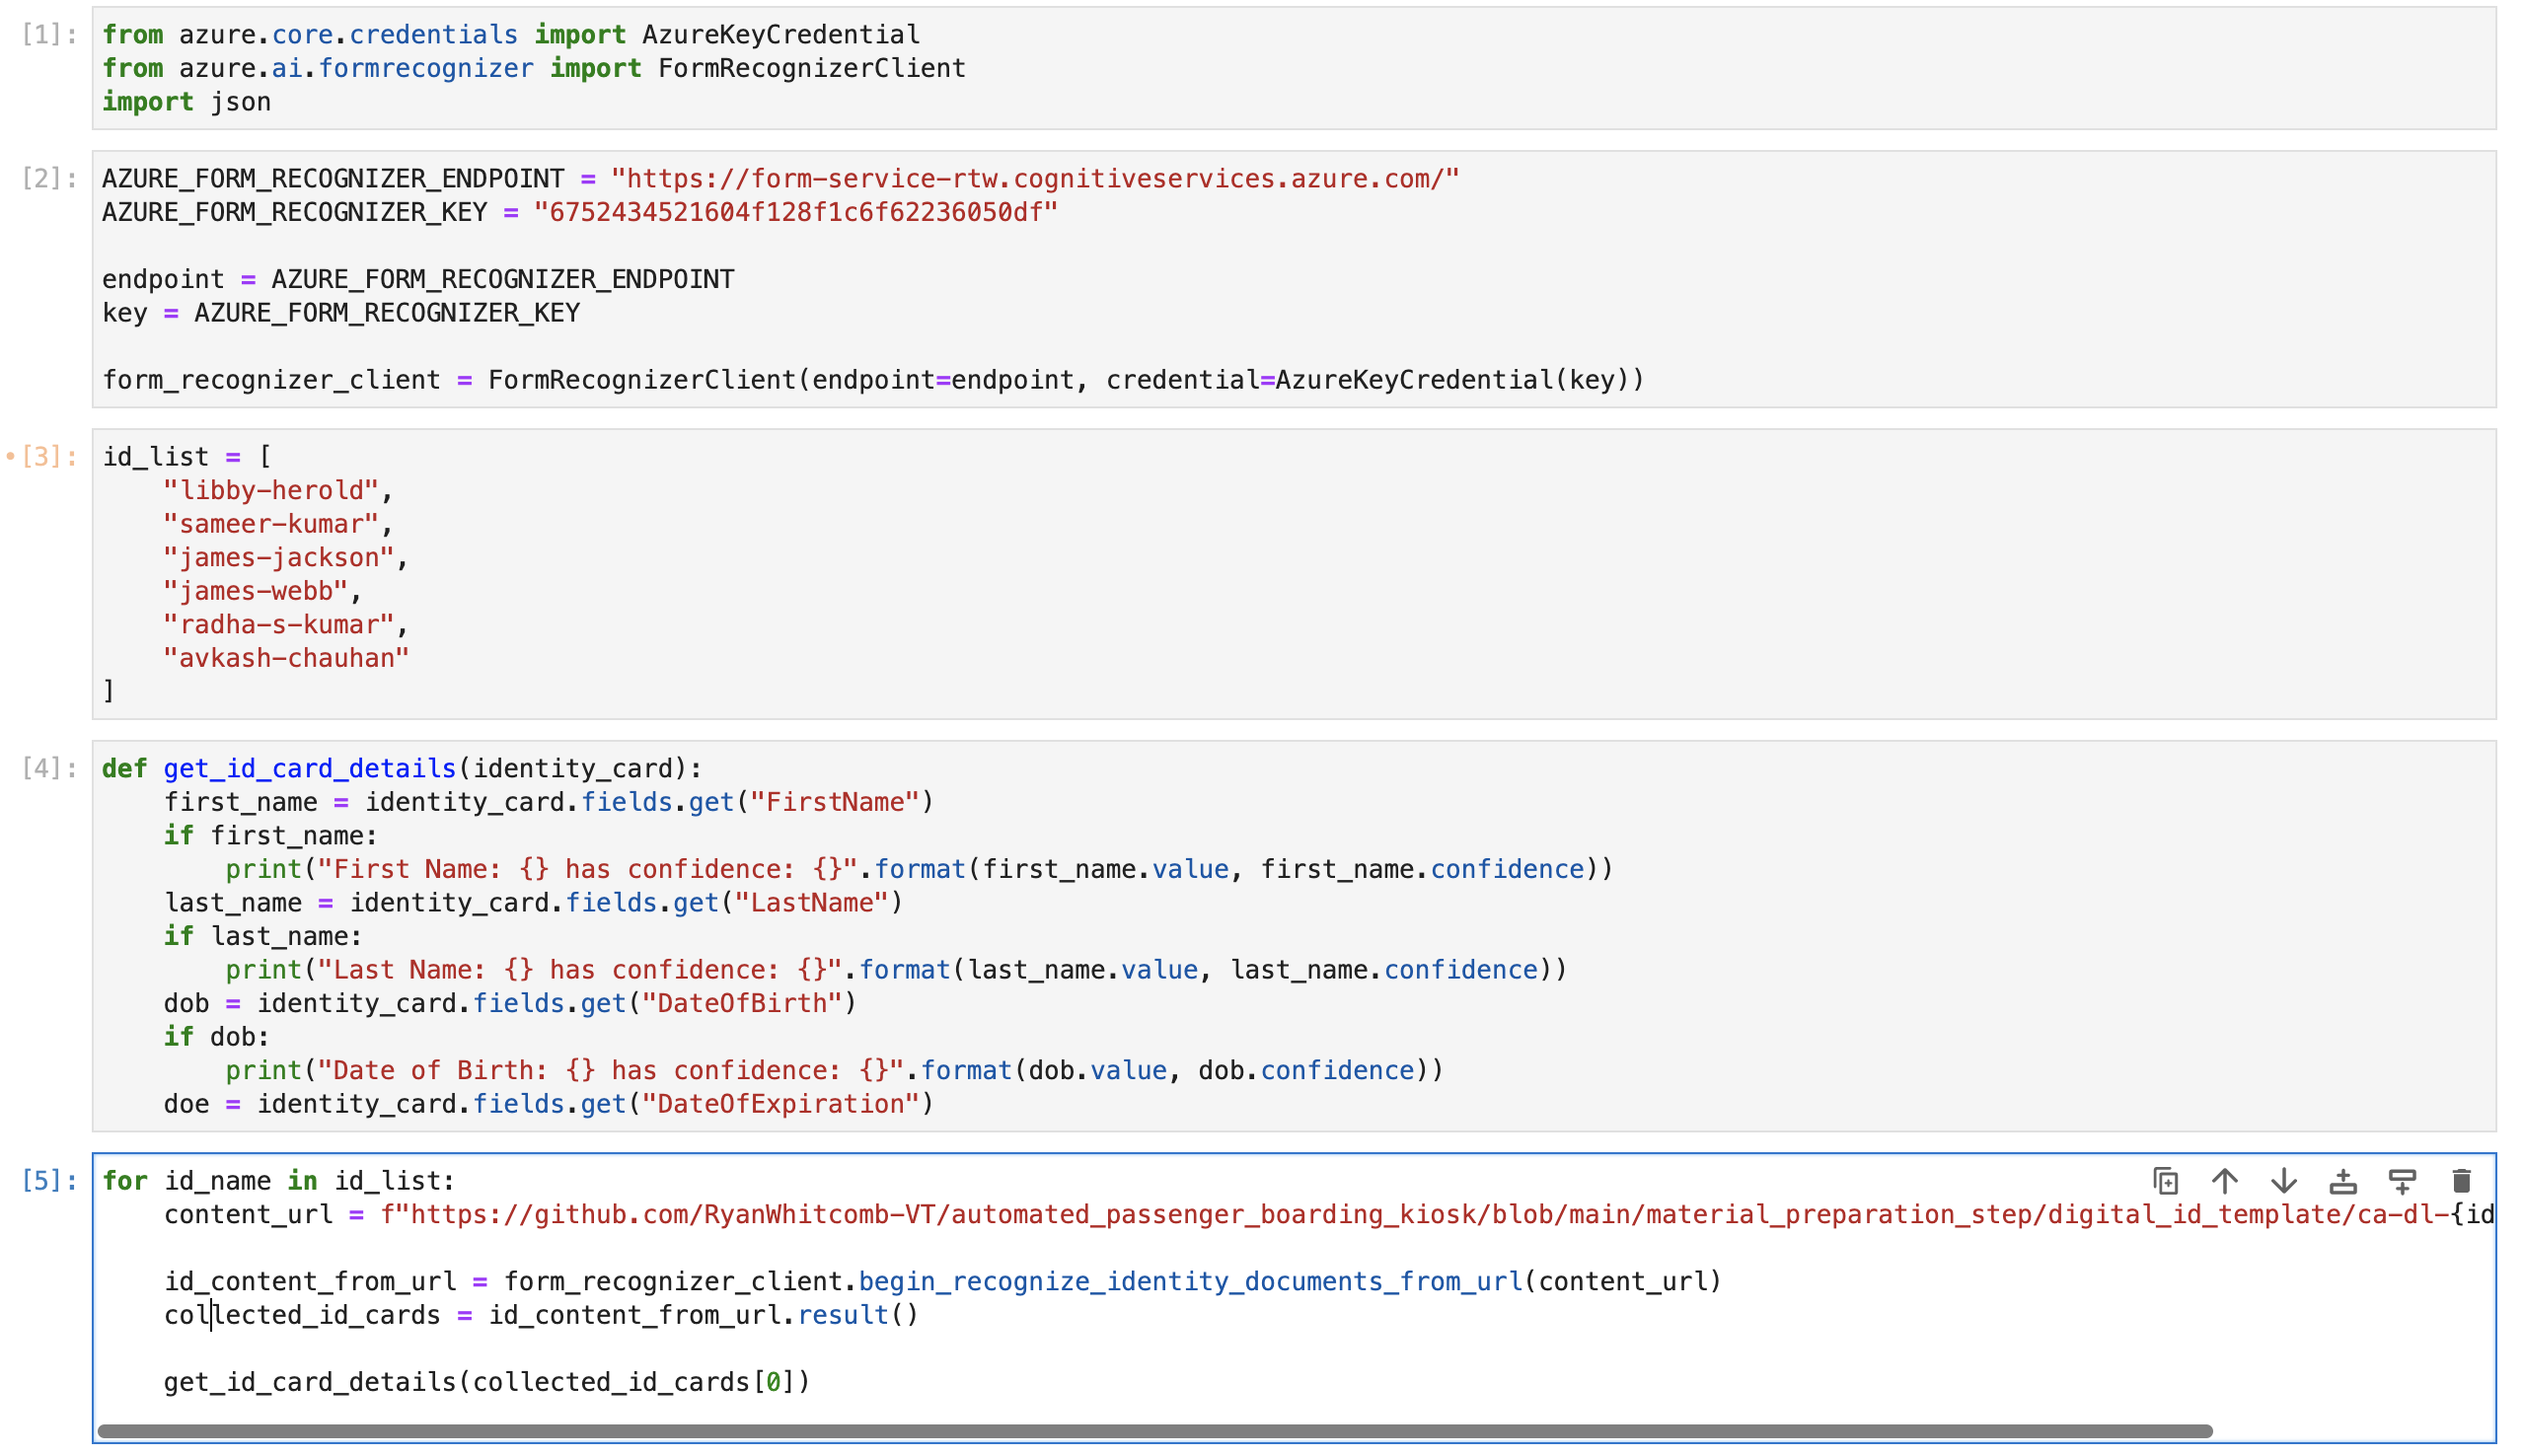 [1]:
from azure.core.credentials import AzureKeyCredential
from azure.ai.formrecognizer import FormRecognizerClient
import json
[2]:
AZURE_FORM_RECOGNIZER_ENDPOINT = "https://form-service-rtw.cognitiveservices.azure.com/"
AZURE_FORM_RECOGNIZER_KEY = "6752434521604f128f1c6f62236050df"
endpoint = AZURE_FORM_RECOGNIZER_ENDPOINT
key = AZURE_FORM_RECOGNIZER_KEY
form_recognizer_client = FormRecognizerClient(endpoint=endpoint, credential=AzureKeyCredential(key))
•[3]:
id_list = [
    "libby-herold",
    "sameer-kumar",
    "james-jackson",
    "james-webb",
    "radha-s-kumar",
    "avkash-chauhan"
]
[4]:
def get_id_card_details(identity_card):
    first_name = identity_card.fields.get("FirstName")
    if first_name:
        print("First Name: {} has confidence: {}".format(first_name.value, first_name.confidence))
    last_name = identity_card.fields.get("LastName")
    if last_name:
        print("Last Name: {} has confidence: {}".format(last_name.value, last_name.confidence))
    dob = identity_card.fields.get("DateOfBirth")
    if dob:
        print("Date of Birth: {} has confidence: {}".format(dob.value, dob.confidence))
    doe = identity_card.fields.get("DateOfExpiration")
[5]:
for id_name in id_list:
    content_url = f"https://github.com/RyanWhitcomb-VT/automated_passenger_boarding_kiosk/blob/main/material_preparation_step/digital_id_template/ca-dl-{id
    id_content_from_url = form_recognizer_client.begin_recognize_identity_documents_from_url(content_url)
    collected_id_cards = id_content_from_url.result()
    get_id_card_details(collected_id_cards[0])